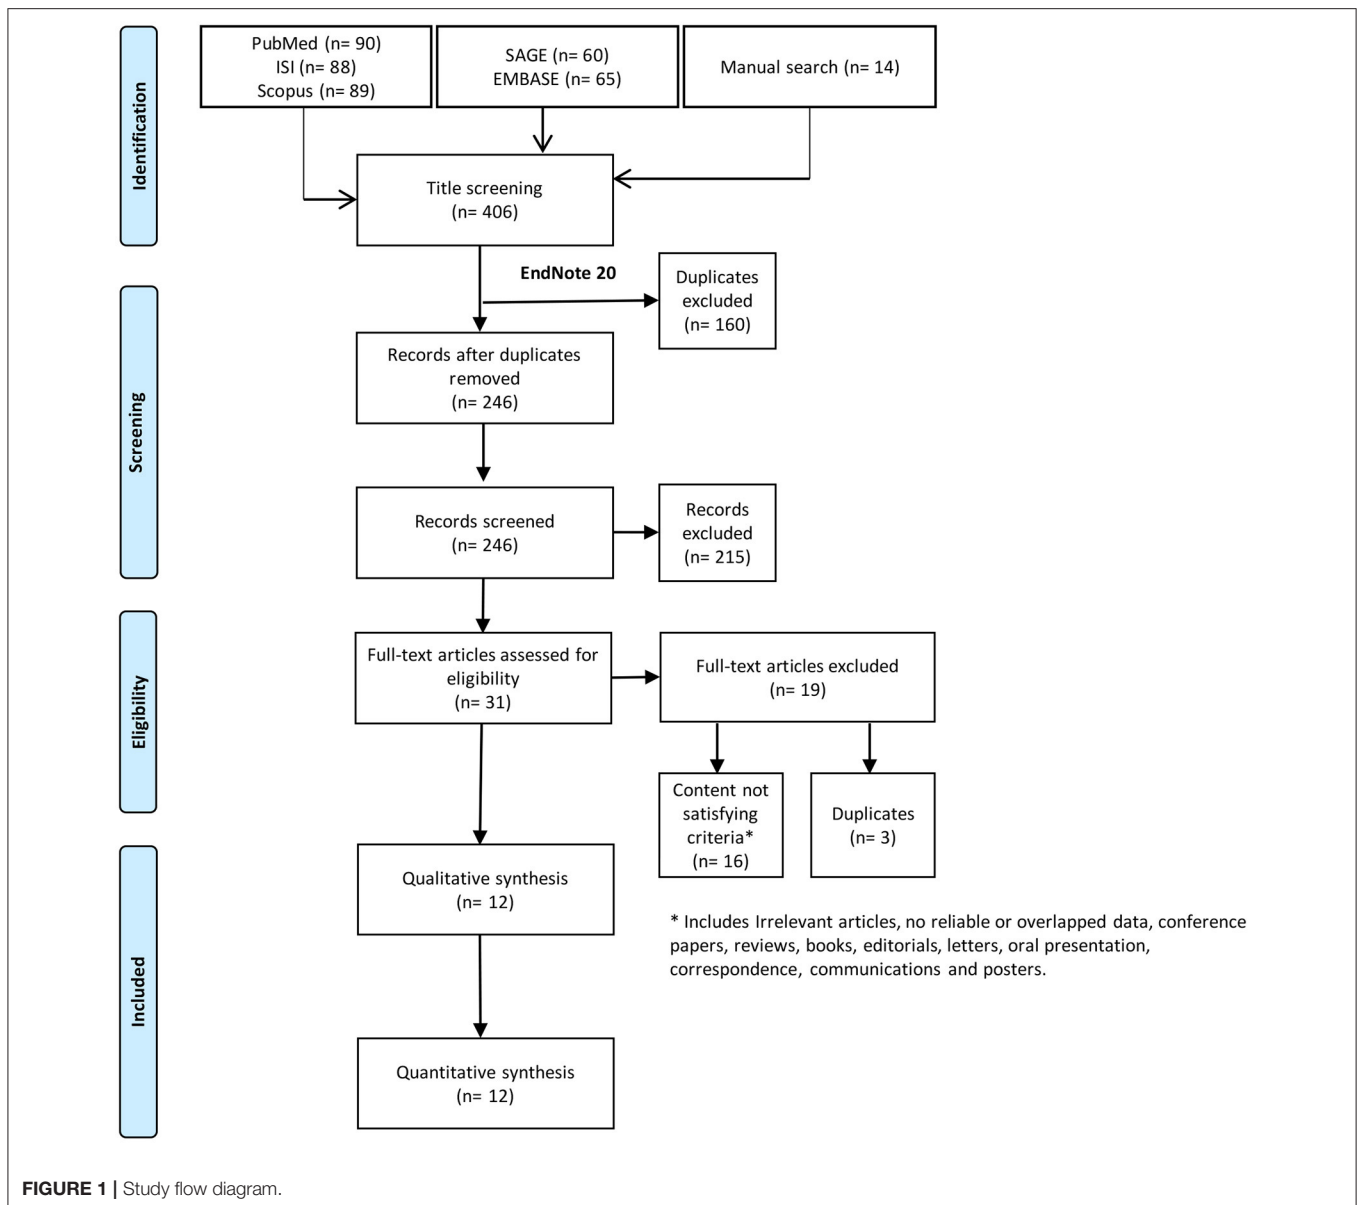 Identification
PubMed (n= 90)
ISI (n= 88)
Scopus (n= 89)
SAGE (n= 60)
EMBASE (n= 65)
Manual search (n= 14)
Title screening
(n= 406)
Screening
EndNote 20
Duplicates
excluded
(n= 160)
Records after duplicates
removed
(n= 246)
Records screened
(n= 246)
Records
excluded
(n= 215)
Eligibility
Full-text articles assessed for
eligibility
(n= 31)
Full-text articles excluded
(n= 19)
Content not
satisfying
criteria*
(n= 16)
Duplicates
(n= 3)
Included
Qualitative synthesis
(n= 12)
* Includes Irrelevant articles, no reliable or overlapped data, conference
papers, reviews, books, editorials, letters, oral presentation,
correspondence, communications and posters.
Quantitative synthesis
(n= 12)
FIGURE 1 | Study flow diagram.